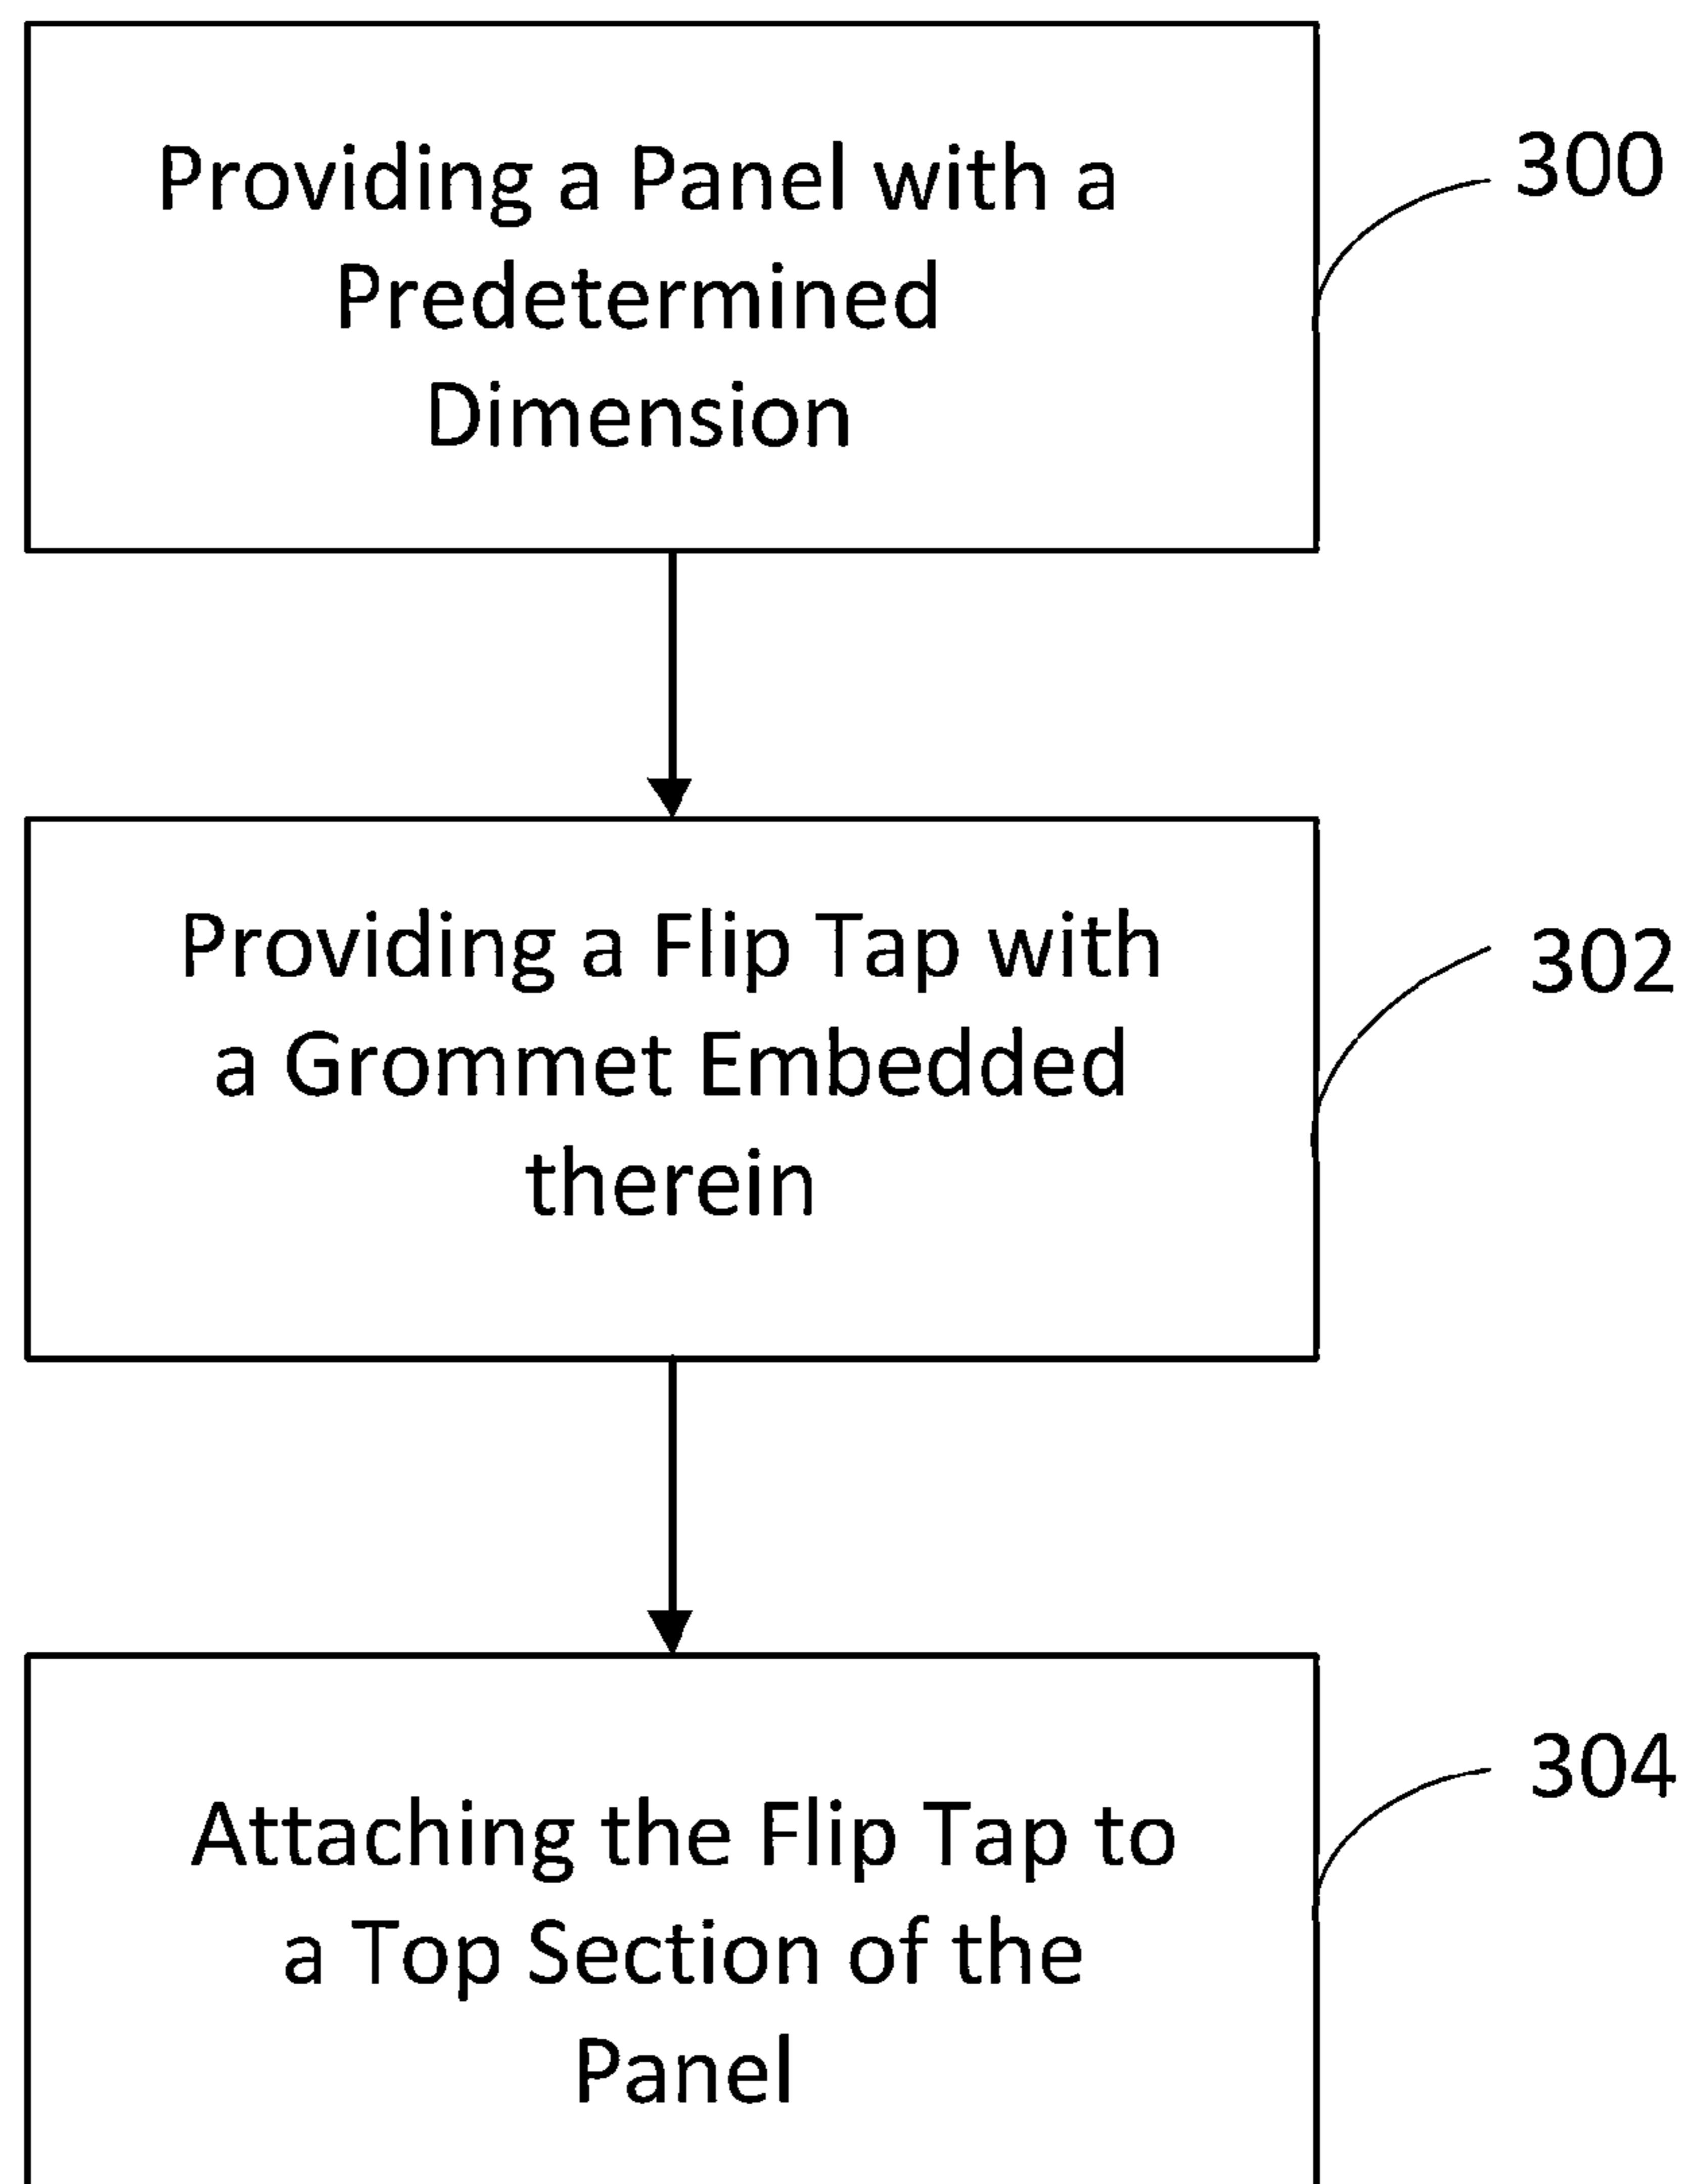 Providing a Panel with a
300
Predetermined
Dimension
Providing a Flip Tap with
302
a Grommet Embedded
therein
Attaching the Flip Tap to
304
a Top Section of the
Panel